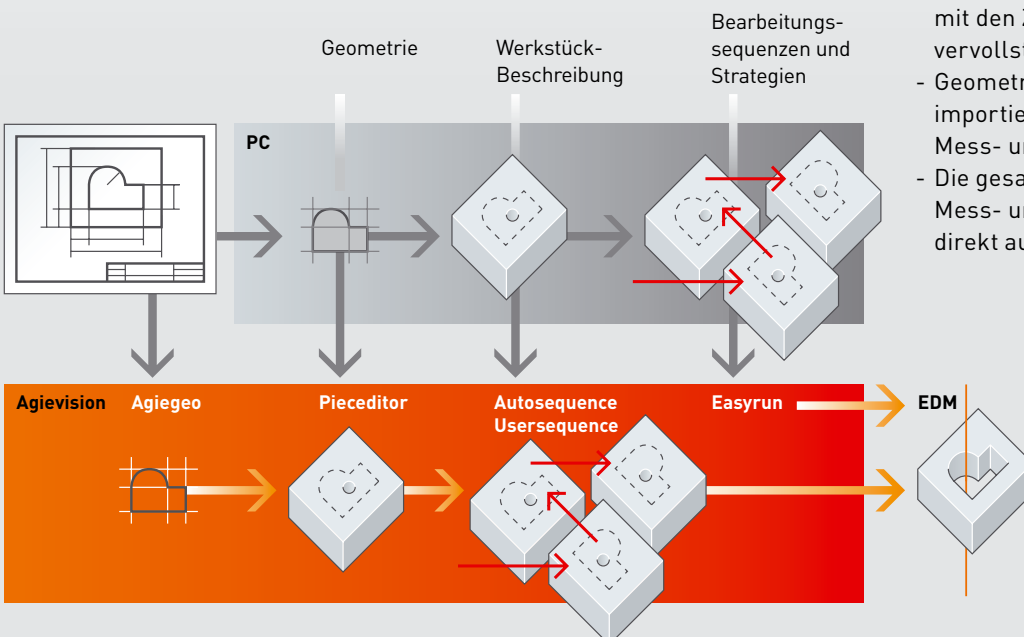 Geometrie
Werkstück-
Beschreibung
Bearbeitungs-
sequenzen und
Strategien
mit den
- Geometr
importie
Mess- un
- Die gesa
Mess- un
direkt au
PC
Agievision
Agiegeo
Pieceditor
Autosequence
Usersequence
Easyrun
EDM